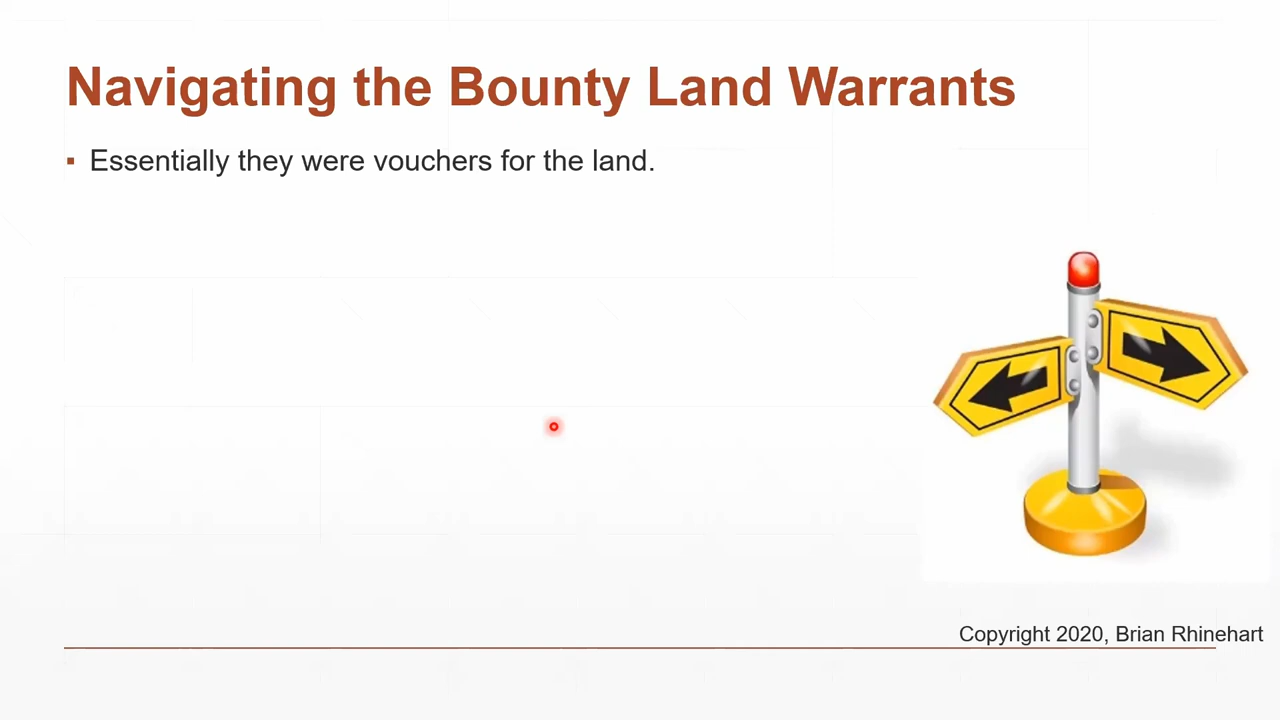 Navigating the Bounty Land Warrants
▪ Essentially they were vouchers for the land.
Copyright 2020, Brian Rhinehart